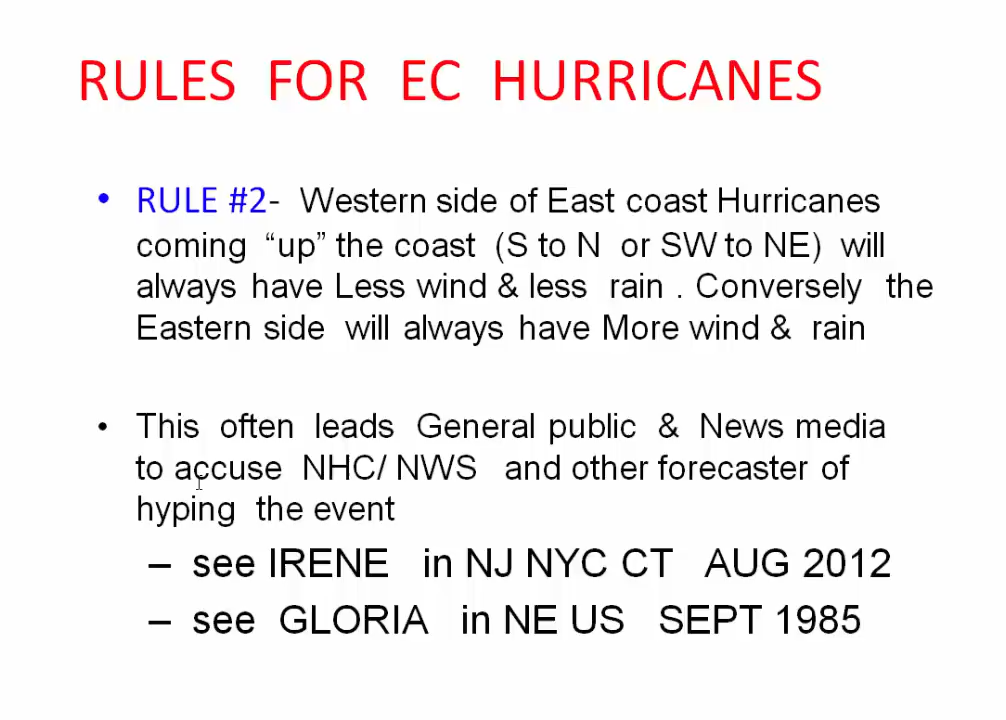 RULES FOR EC HURRICANES
• RULE #2- Western side of East coast Hurricanes
coming “up” the coast (S to N or SW to NE) will
always have Less wind & less rain . Conversely the
Eastern side will always have More wind & rain
• This often leads General public & News media
to accuse NHC/ NWS and other forecaster of
hyping the event
– see IRENE in NJ NYC CT AUG 2012
– see GLORIA in NE US SEPT 1985